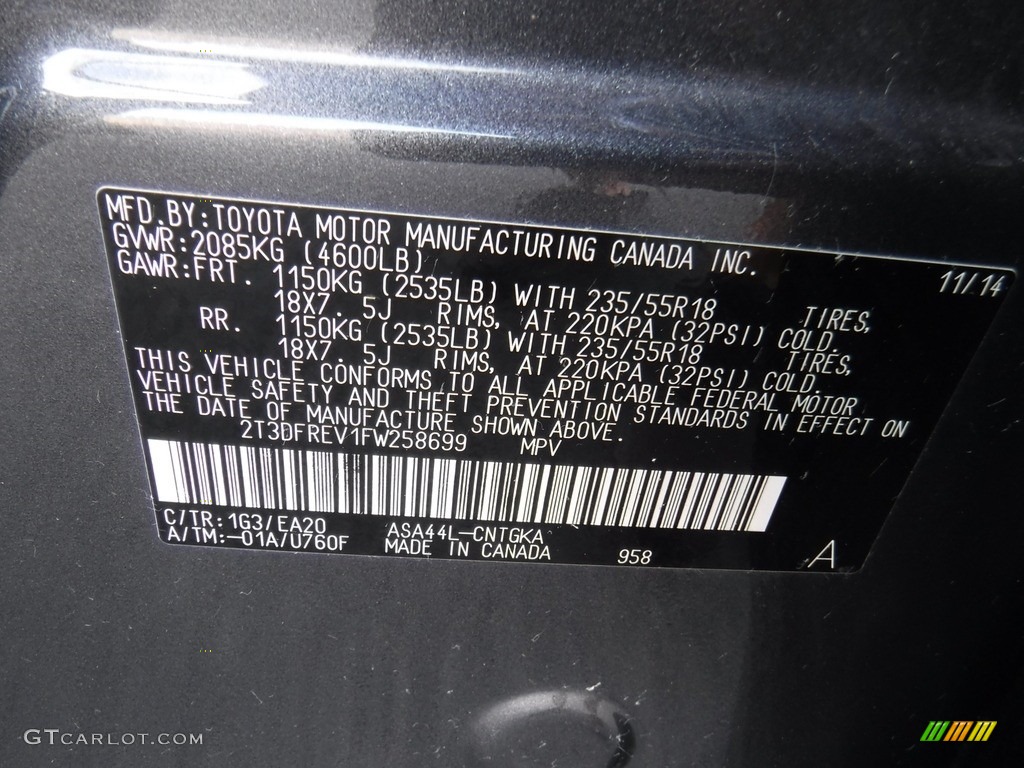 MFD.BY:TOYOTA MOTOR MANUFACTURING CANADA INC.
GVWR:2085KG (4600LB) 11/14
GAWR:FRT. 1150KG (2535LB) WITH 235/55R18 TIRES,
18X7.5J RIMS, AT 220KPA (32PSI) COLD.
RR. 1150KG (2535LB) WITH 235/55R18 TIRES,
18X7.5J RIMS, AT 220KPA (32PSI) COLD.
THIS VEHICLE CONFORMS TO ALL APPLICABLE FEDERAL MOTOR
VEHICLE SAFETY AND THEFT PREVENTION STANDARDS IN EFFECT ON
THE DATE OF MANUFACTURE SHOWN ABOVE.
2T3DFREV1FW258699 MPV
C/TR:1G3/EA20 ASA44L-CNTGKA
A/TM:-01A/U760F MADE IN CANADA 958 A
GTCARLOT.COM